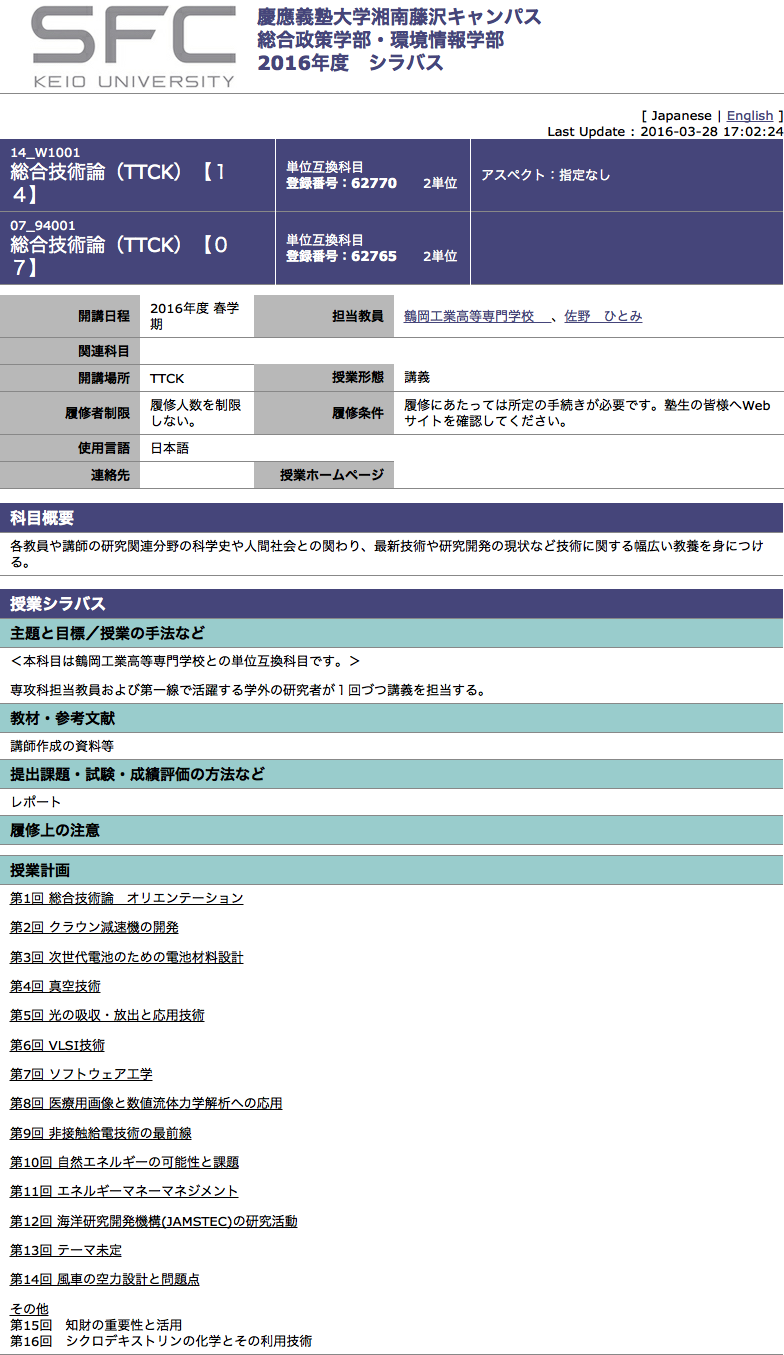 SFC
KEIO UNIVERSITY
慶應義塾大学湘南藤沢キャンパス
総合政策学部・環境情報学部
2016年度　シラバス
[ Japanese | English ]
Last Update : 2016-03-28 17:02:24
14_W1001
総合技術論（TTCK）【１
４】
単位互換科目
登録番号：62770 2単位
アスペクト：指定なし
07_94001
総合技術論（TTCK）【０
７】
単位互換科目
登録番号：62765 2単位
開講日程
2016年度 春学
期
担当教員
鶴岡工業高等専門学校　、佐野　ひとみ
関連科目
開講場所
TTCK
授業形態
講義
履修者制限
履修人数を制限
しない。
履修条件
履修にあたっては所定の手続きが必要です。塾生の皆様へWeb
サイトを確認してください。
使用言語
日本語
連絡先
授業ホームページ
科目概要
各教員や講師の研究関連分野の科学史や人間社会との関わり、最新技術や研究開発の現状など技術に関する幅広い教養を身につけ
る。
授業シラバス
主題と目標／授業の手法など
＜本科目は鶴岡工業高等専門学校との単位互換科目です。＞
専攻科担当教員および第一線で活躍する学外の研究者が１回づつ講義を担当する。
教材・参考文献
講師作成の資料等
提出課題・試験・成績評価の方法など
レポート
履修上の注意
授業計画
第1回 総合技術論　オリエンテーション
第2回 クラウン減速機の開発
第3回 次世代電池のための電池材料設計
第4回 真空技術
第5回 光の吸収・放出と応用技術
第6回 VLSI技術
第7回 ソフトウェア工学
第8回 医療用画像と数値流体力学解析への応用
第9回 非接触給電技術の最前線
第10回 自然エネルギーの可能性と課題
第11回 エネルギーマネーマネジメント
第12回 海洋研究開発機構(JAMSTEC)の研究活動
第13回 テーマ未定
第14回 風車の空力設計と問題点
その他
第15回　知財の重要性と活用
第16回　シクロデキストリンの化学とその利用技術